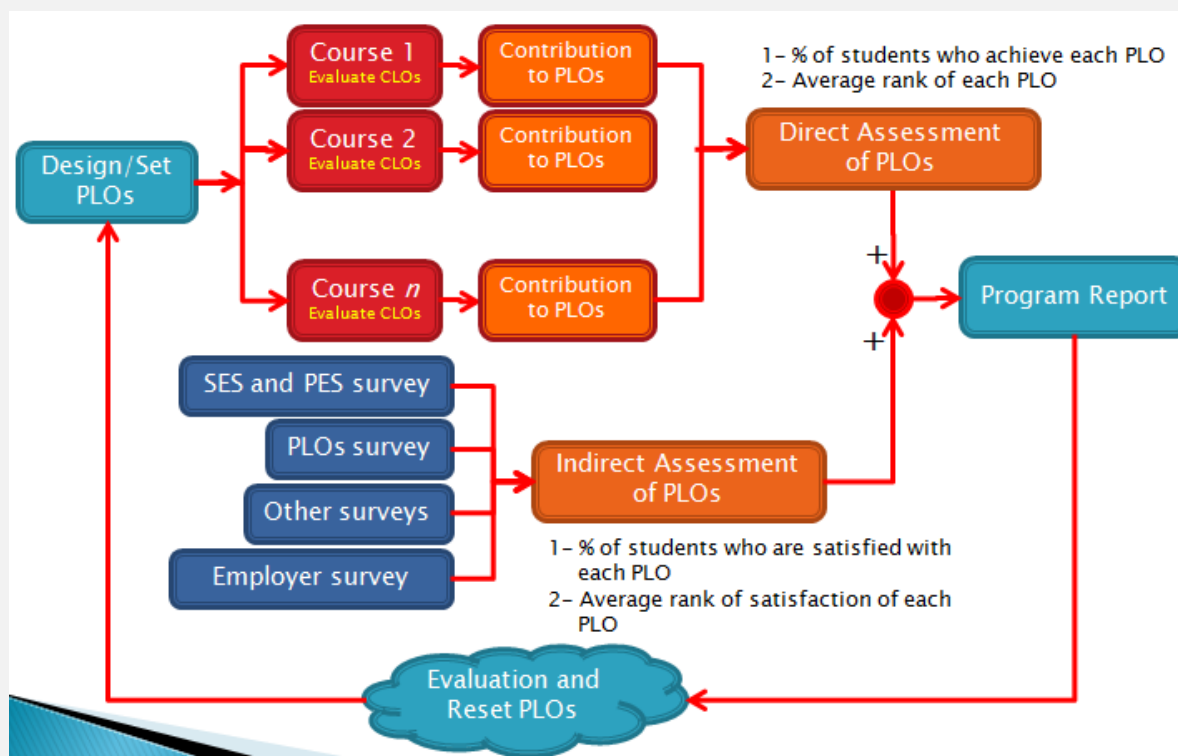 Course 1
Evaluate CLOs
Contribution
to PLOs
1- % of students who achieve each PLO
2- Average rank of each PLO
Course 2
Evaluate CLOs
Contribution
to PLOs
Direct Assessment
of PLOs
Design/Set
PLOs
+
Course n
Evaluate CLOs
Contribution
to PLOs
Program Report
+
SES and PES survey
PLOs survey
Other surveys
Employer survey
Indirect Assessment
of PLOs
1- % of students who are satisfied with
each PLO
2- Average rank of satisfaction of each
PLO
Evaluation and
Reset PLOs